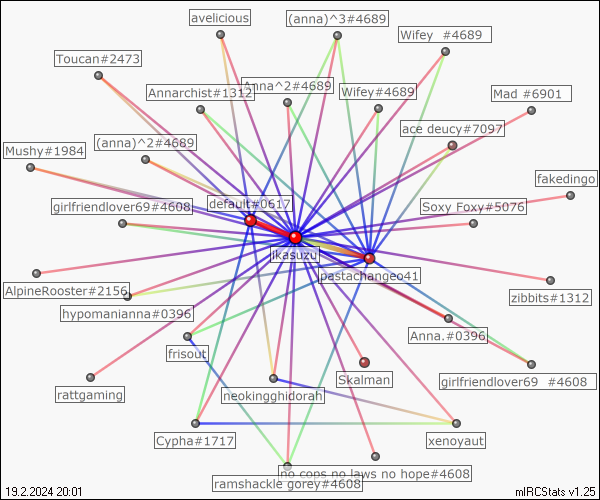 avelicious
(anna)^3#4689
Wifey  #4689
Toucan#2473
Annarchist#1312
Anna^2#4689
Wifey#4689
Mad #6901
ace deucy#7097
Mushy#1984
(anna)^2#4689
fakedingo
girlfriendlover69#4608
default#0617
Soxy Foxy#5076
ikasuzu
pastachangeo41
AlpineRooster#2156
zibbits#1312
hypomanianna#0396
Anna.#0396
frisout
Skalman
girlfriendlover69  #4608
rattgaming
neokingghidorah
Cypha#1717
xenoyaut
no cops no laws no hope#4608
ramshackle gorey#4608
19.2.2024 20:01
mIRCStats v1.25